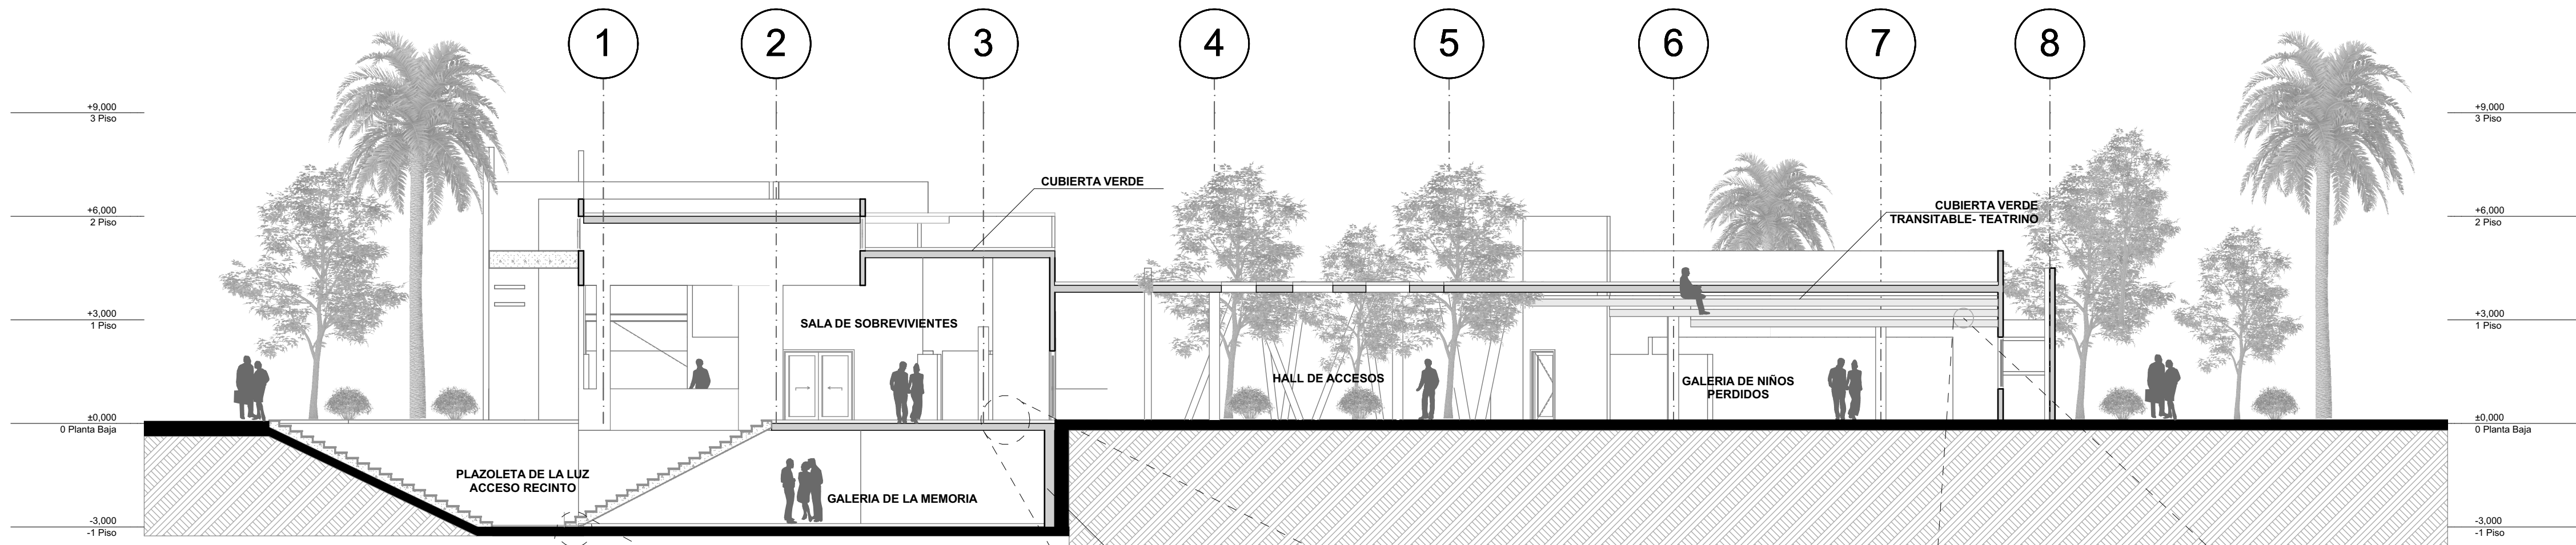 1 2 3 4 5 6 7 8
+9,000
3 Piso
+9,000
3 Piso
CUBIERTA VERDE
+6,000
2 Piso
CUBIERTA VERDE
TRANSITABLE- TEATRINO
+6,000
2 Piso
+3,000
1 Piso
SALA DE SOBREVIVIENTES
+3,000
1 Piso
HALL DE ACCESOS
GALERIA DE NIÑOS
PERDIDOS
±0,000
0 Planta Baja
±0,000
0 Planta Baja
PLAZOLETA DE LA LUZ
ACCESO RECINTO
GALERIA DE LA MEMORIA
-3,000
-1 Piso
-3,000
-1 Piso